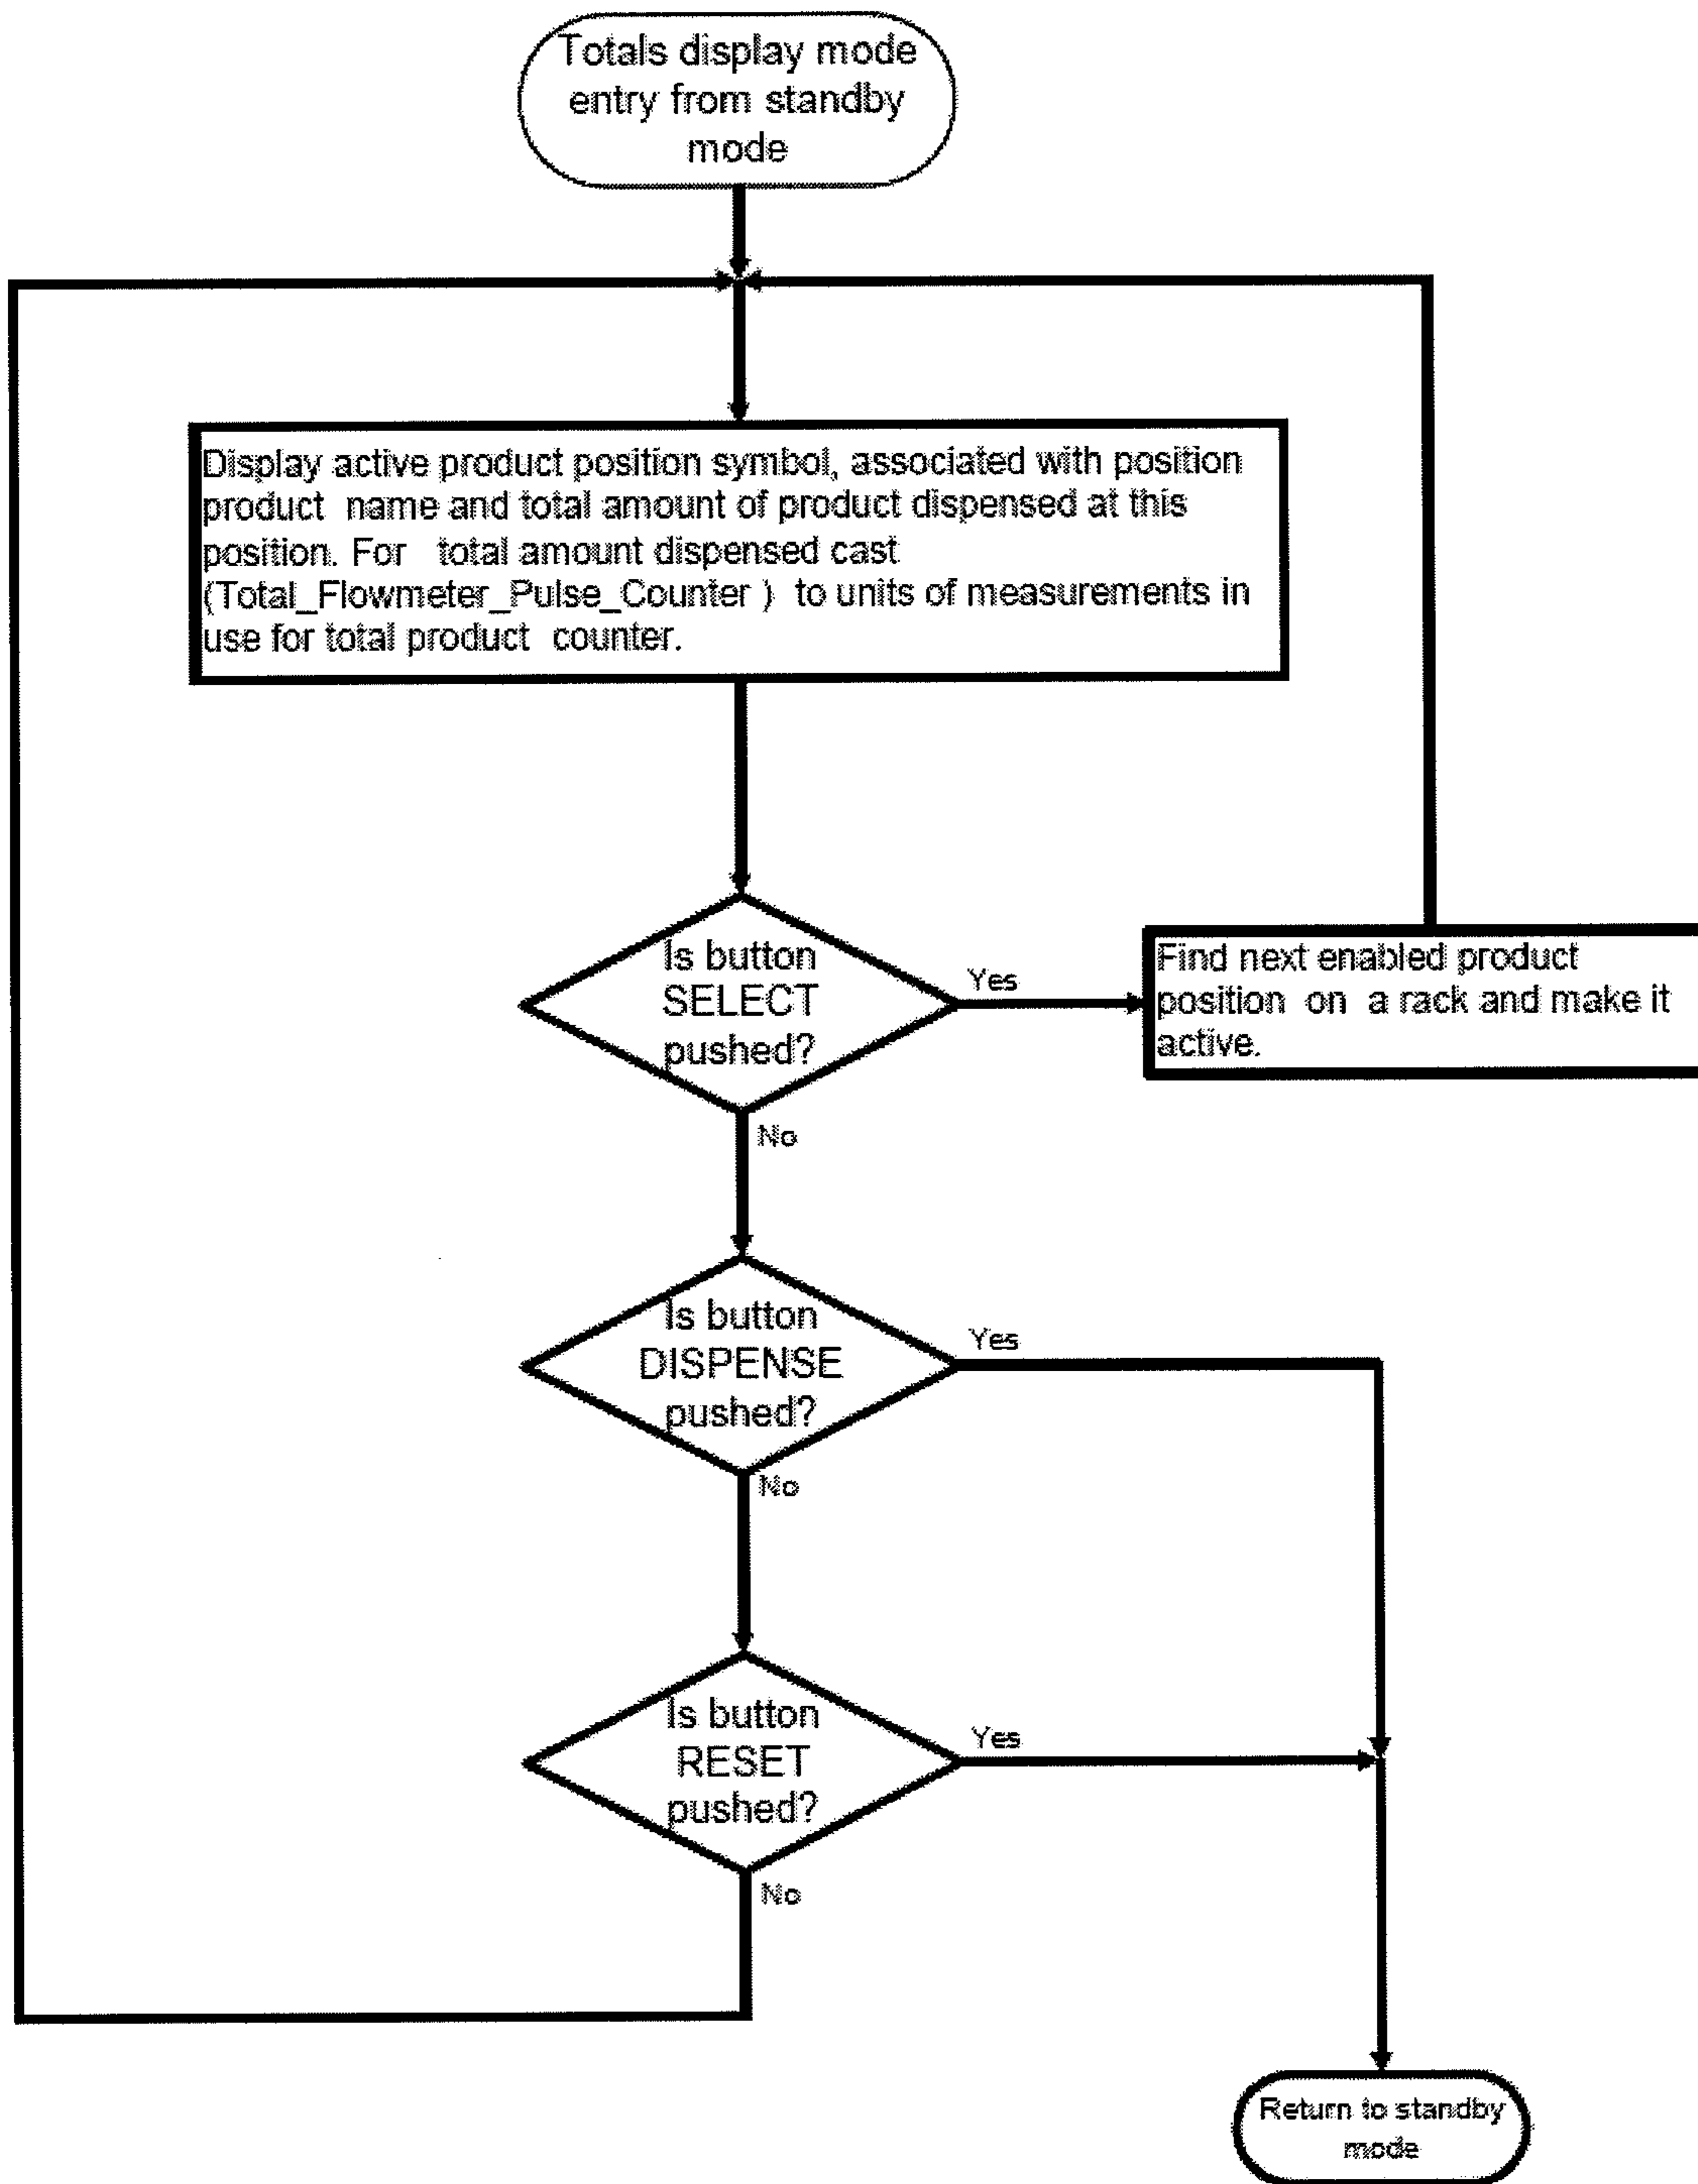 Totals display mode
entry from standby
mode
Display active product position symbol, associated with position
product name and total amount of product dispensed at this
position. For total amount dispensed cast
(Total_Flowmeter_Pulse_Counter ) to units of measurements in
use for total product counter.
Is button
SELECT
pushed?
Yes
Find next enabled product
position on a rack and make it
active.
No
Is button
DISPENSE
pushed?
Yes
No
Is button
RESET
pushed?
Yes
No
Return to standby
mode